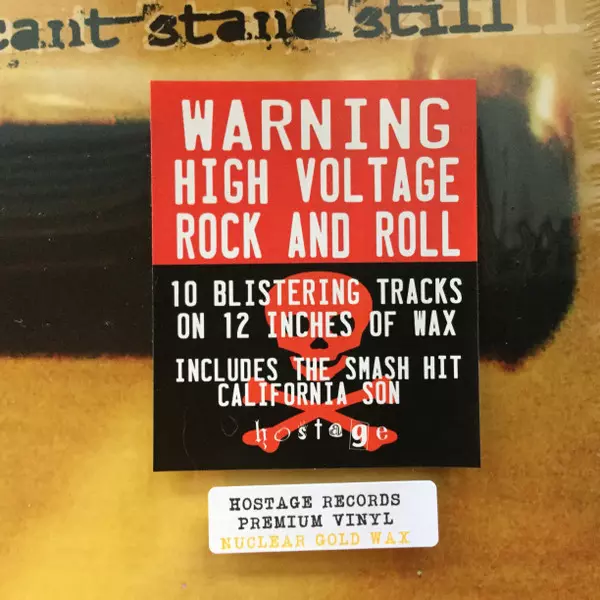 cant stand still
WARNING
HIGH VOLTAGE
ROCK AND ROLL
10 BLISTERING TRACKS
ON 12 INCHES OF WAX
INCLUDES THE SMASH HIT
CALIFORNIA SON
hostage
HOSTAGE RECORDS
PREMIUM VINYL
NUCLEAR GOLD WAX